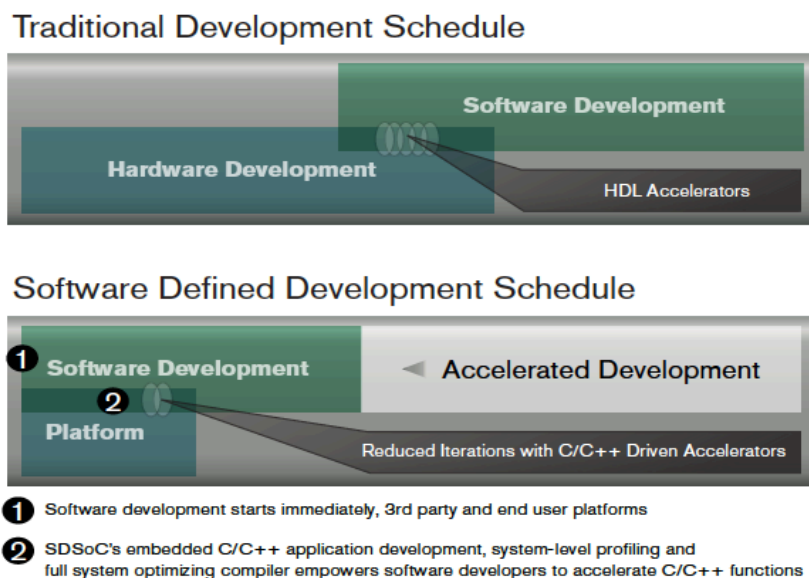 Traditional Development Schedule
Software Development
Hardware Development
HDL Accelerators
Software Defined Development Schedule
1
Software Development
Accelerated Development
2
Platform
Reduced Iterations with C/C++ Driven Accelerators
1 Software development starts immediately, 3rd party and end user platforms
2 SDSoC's embedded C/C++ application development, system-level profiling and
full system optimizing compiler empowers software developers to accelerate C/C++ functions